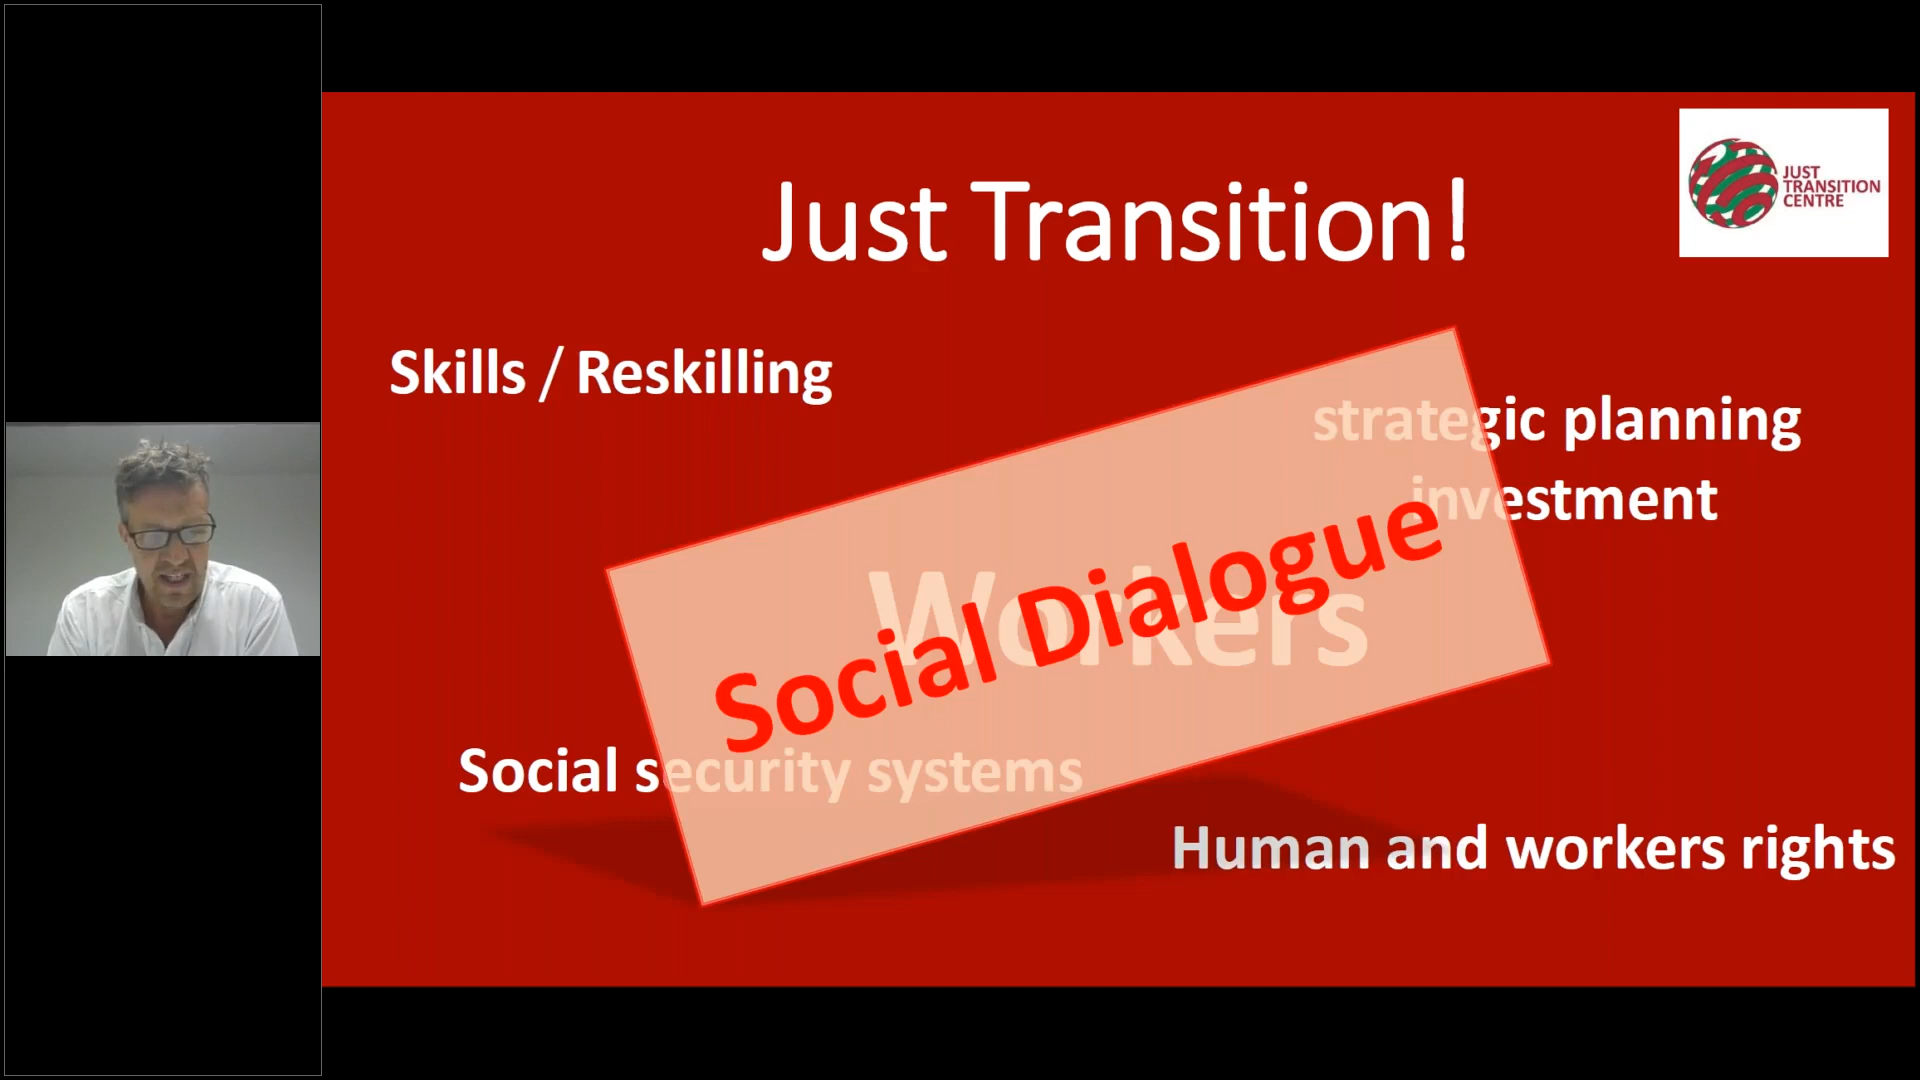 Just Transition!
JUST
TRANSITION
CENTRE
Skills / Reskilling
strategic planning
investment
Workers
Social Dialogue
Social security systems
Human and workers rights